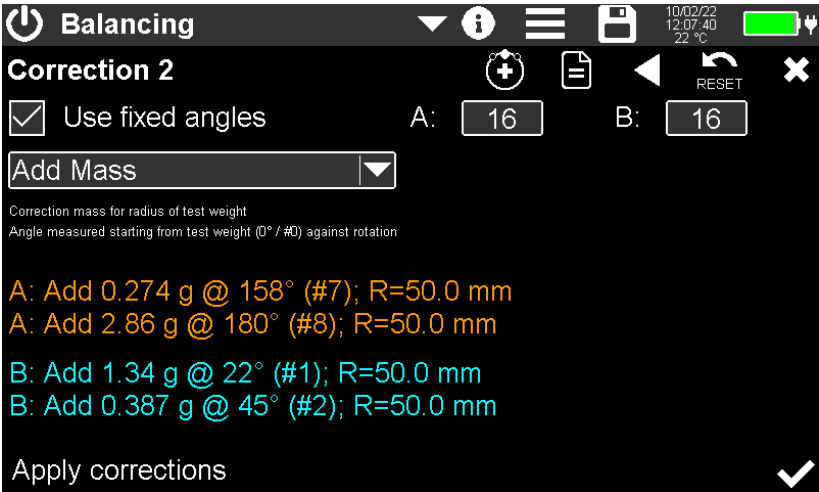 Balancing
10/02/22
12:07:40
22 °C
Correction 2
RESET
Use fixed angles A: 16 B: 16
Add Mass
Correction mass for radius of test weight
Angle measured starting from test weight (0° / #0) against rotation
A: Add 0.274 g @ 158° (#7); R=50.0 mm
A: Add 2.86 g @ 180° (#8); R=50.0 mm
B: Add 1.34 g @ 22° (#1); R=50.0 mm
B: Add 0.387 g @ 45° (#2); R=50.0 mm
Apply corrections